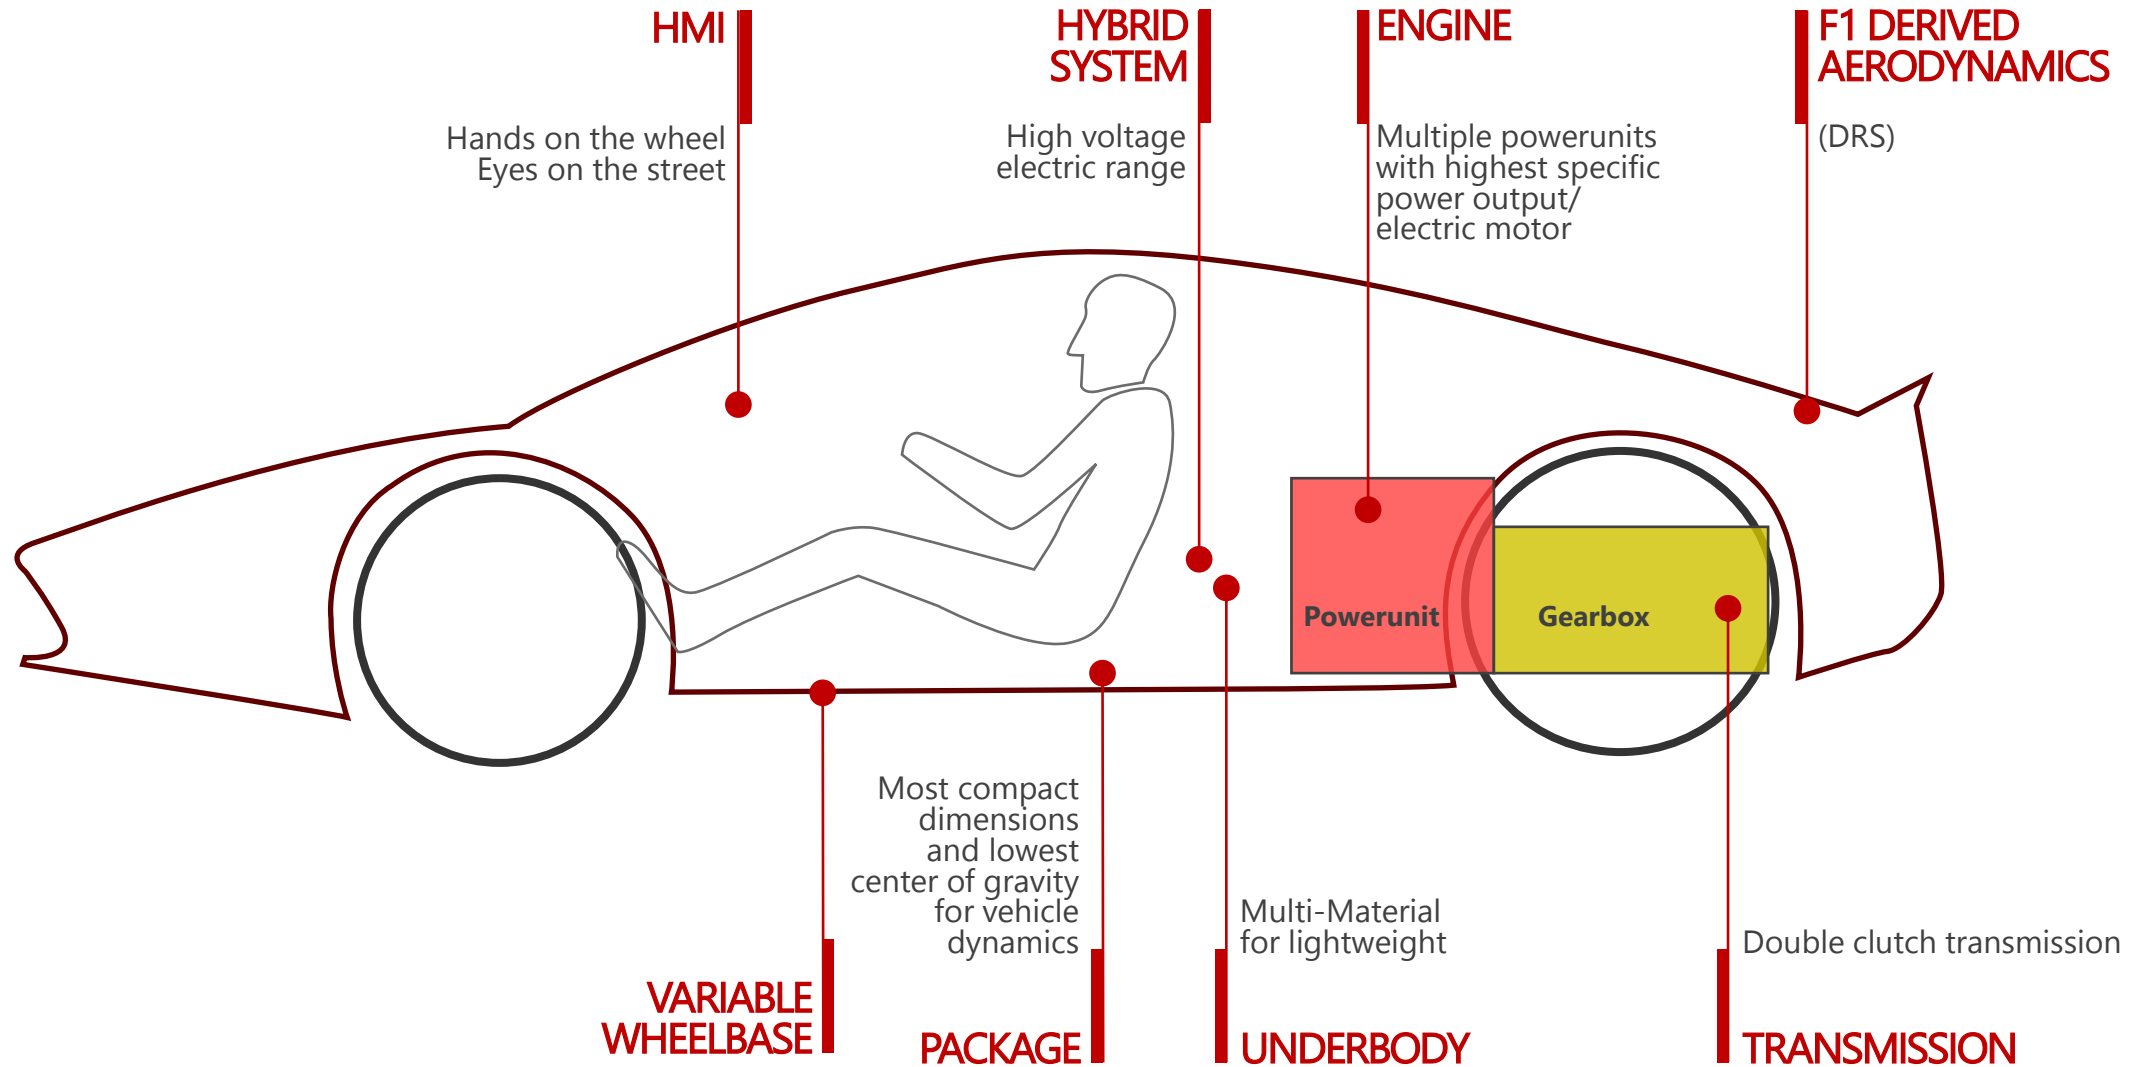 HMI
Hands on the wheel
Eyes on the street
HYBRID
SYSTEM
High voltage
electric range
ENGINE
Multiple powerunits
with highest specific
power output/
electric motor
F1 DERIVED
AERODYNAMICS
(DRS)
Powerunit
Gearbox
VARIABLE
WHEELBASE
Most compact
dimensions
and lowest
center of gravity
for vehicle
dynamics
PACKAGE
Multi-Material
for lightweight
UNDERBODY
Double clutch transmission
TRANSMISSION